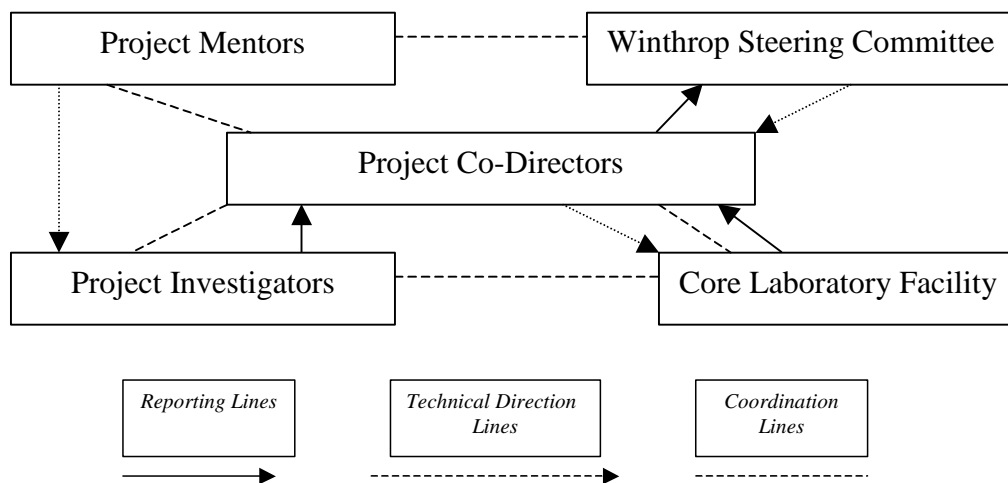 Project Mentors
Winthrop Steering Committee
Project Co-Directors
Project Investigators
Core Laboratory Facility
Reporting Lines
Technical Direction
Lines
Coordination
Lines